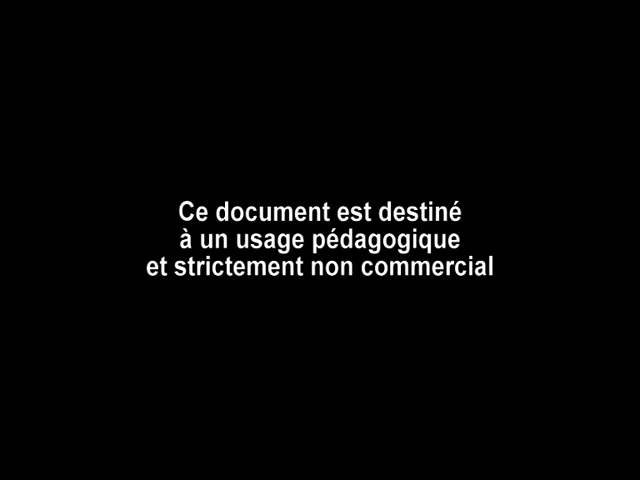 Ce document est destiné
à un usage pédagogique
et strictement non commercial